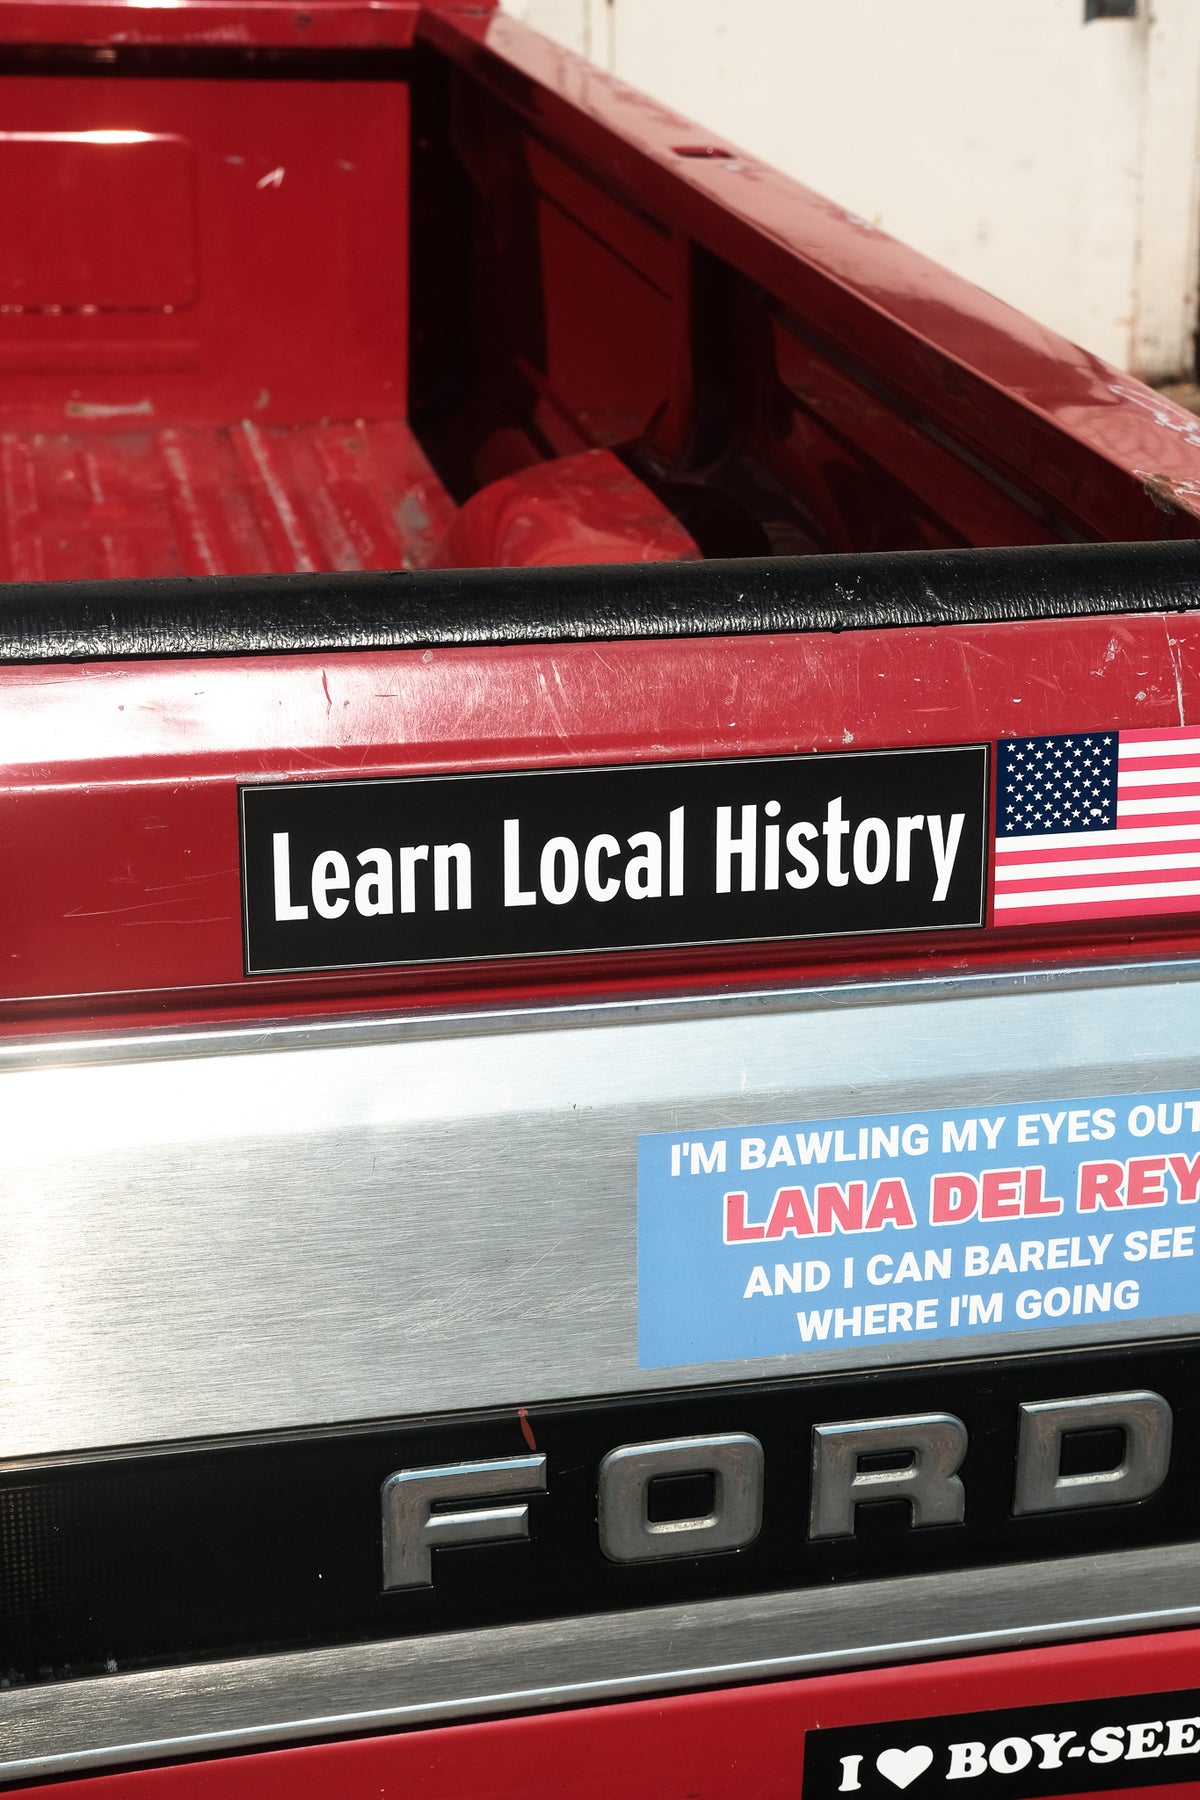 Learn Local History
I'M BAWLING MY EYES OUT
LANA DEL REY
AND I CAN BARELY SEE
WHERE I'M GOING
FORD
I ♥ BOY-SEE